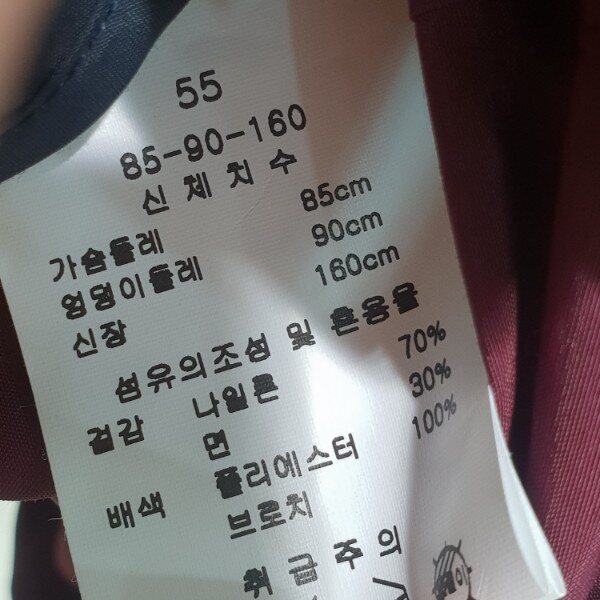 55
85-90-160
신 체 치 수
가슴둘레 85cm
엉덩이둘레 90cm
신장 160cm
섬유의조성 및 혼용율
겉감 나일론 70%
면 30%
배색 폴리에스터 100%
브로치
취 급 주 의